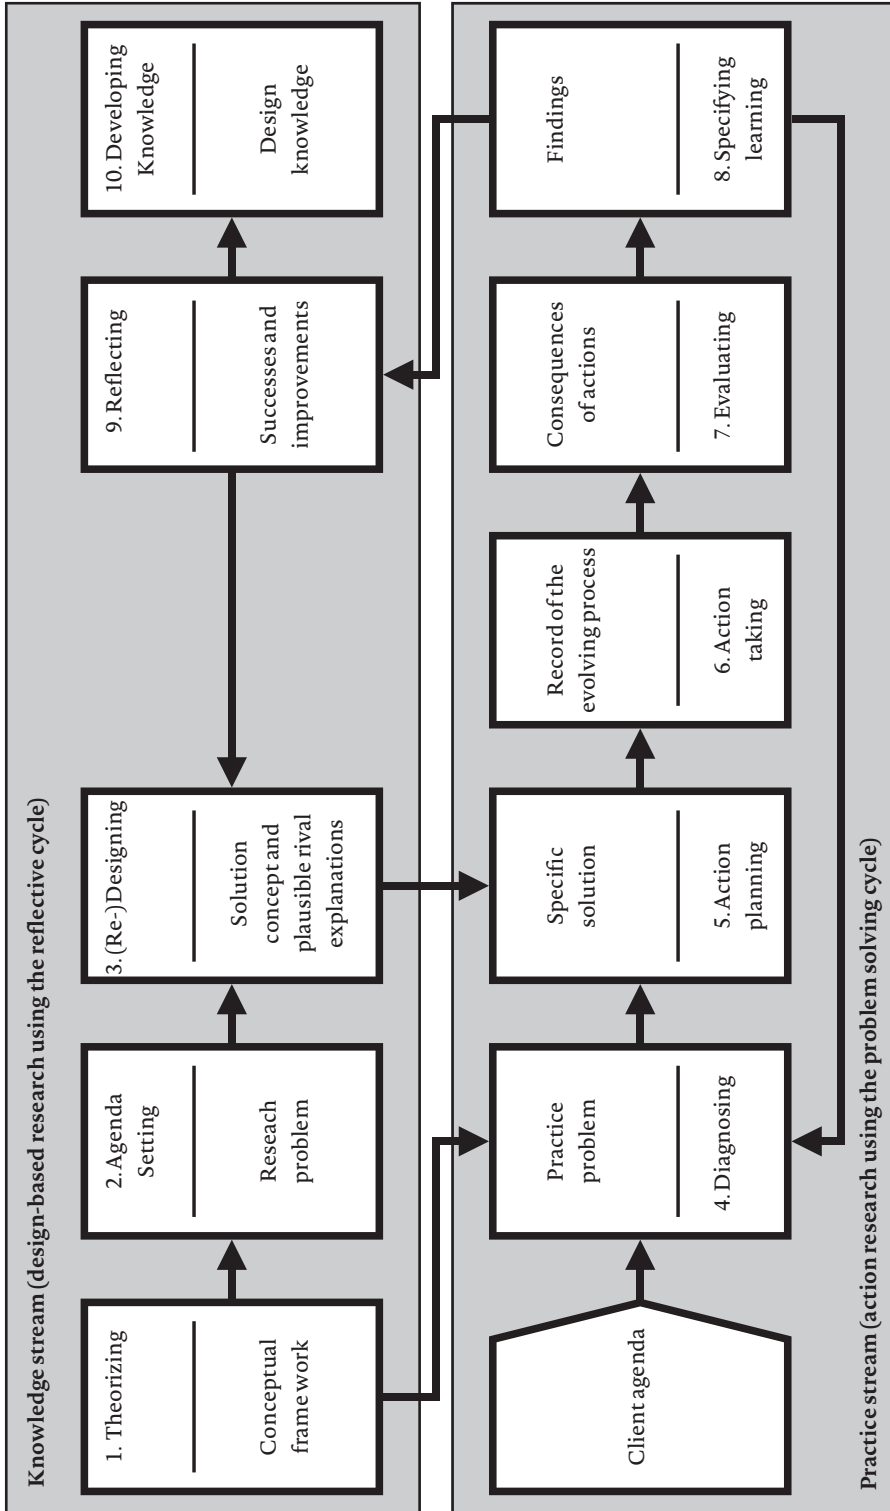 Knowledge stream (design-based research using the reflective cycle)
1. Theorizing
Conceptual
framework
2. Agenda
Setting
Reseach
problem
3. (Re-)Designing
Solution
concept and
plausible rival
explanations
9. Reflecting
Successes and
improvements
10. Developing
Knowledge
Design
knowledge
Client agenda
Practice
problem
4. Diagnosing
Specific
solution
5. Action
planning
Record of the
evolving process
6. Action
taking
Consequences
of actions
7. Evaluating
Findings
8. Specifying
learning
Practice stream (action research using the problem solving cycle)